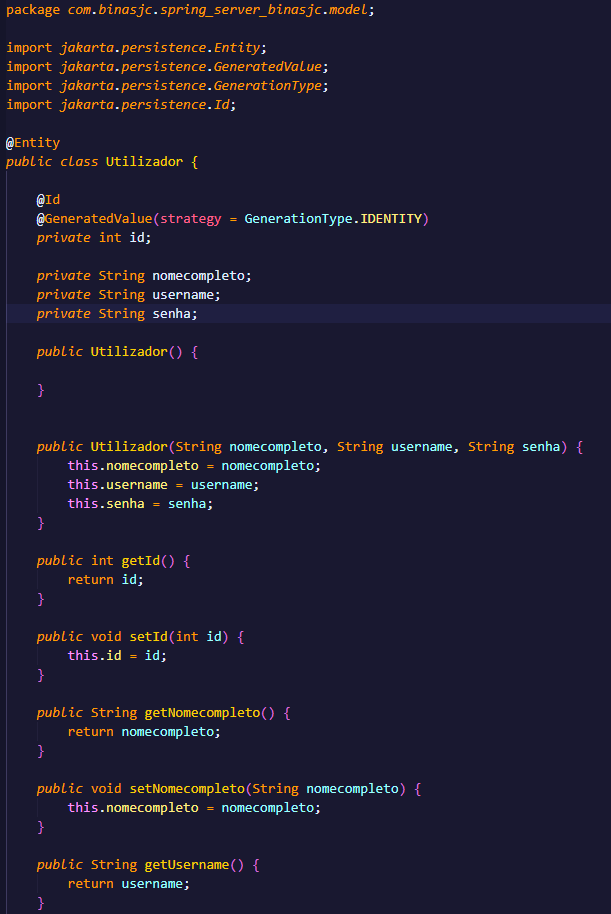 package com.binasjc.spring_server_binasjc.model;
import jakarta.persistence.Entity;
import jakarta.persistence.GeneratedValue;
import jakarta.persistence.GenerationType;
import jakarta.persistence.Id;
@Entity
public class Utilizador {
@Id
@GeneratedValue(strategy = GenerationType.IDENTITY)
private int id;
private String nomecompleto;
private String username;
private String senha;
public Utilizador() {
}
public Utilizador(String nomecompleto, String username, String senha) {
this.nomecompleto = nomecompleto;
this.username = username;
this.senha = senha;
}
public int getId() {
return id;
}
public void setId(int id) {
this.id = id;
}
public String getNomecompleto() {
return nomecompleto;
}
public void setNomecompleto(String nomecompleto) {
this.nomecompleto = nomecompleto;
}
public String getUsername() {
return username;
}